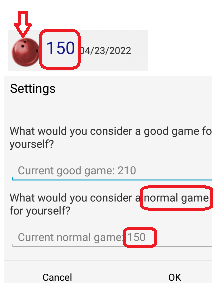 150 04/23/2022
Settings
What would you consider a good game fo
yourself?
Current good game: 210
What would you consider a normal game
for yourself?
Current normal game: 150
Cancel OK